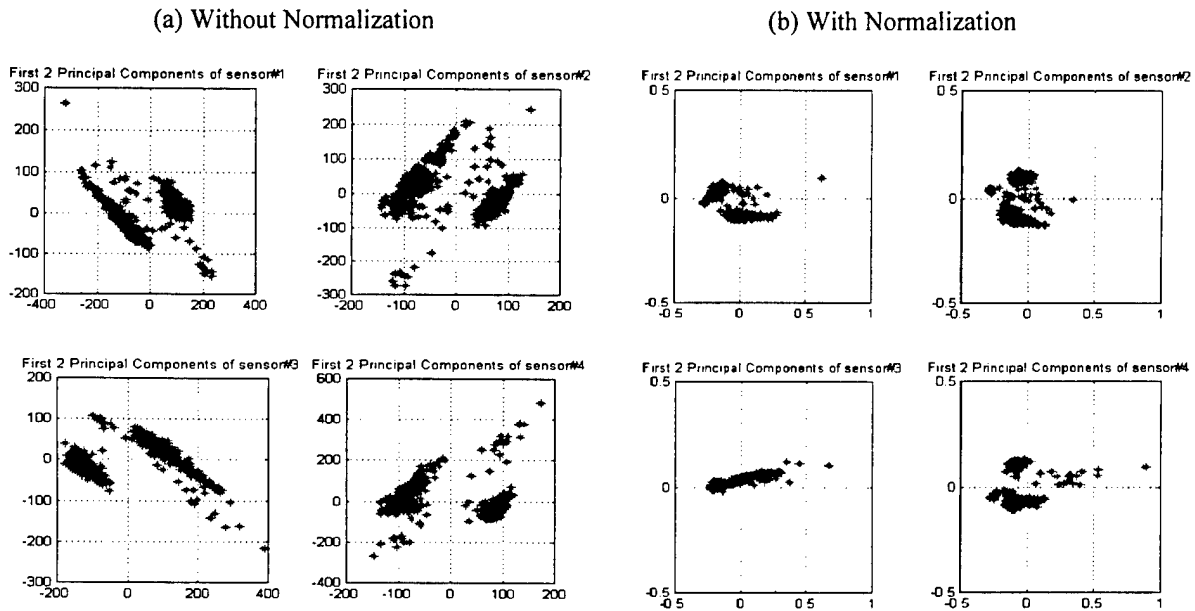 (a) Without Normalization
(b) With Normalization
First 2 Principal Components of sensor#1
300
200
100
0
-100
-200
-400 -200 0 200 400
First 2 Principal Components of sensor#2
300
200
100
0
-100
-200
-300
-200 -100 0 100 200
First 2 Principal Components of sensor#1
0.5
0
-0.5
-0.5 0 0.5 1
First 2 Principal Components of sensor#2
0.5
0
-0.5
-0.5 0 0.5 1
First 2 Principal Components of sensor#3
200
100
0
-100
-200
-300
-200 0 200 400
First 2 Principal Components of sensor#4
600
400
200
0
-200
-400
-200 -100 0 100 200
First 2 Principal Components of sensor#3
0.5
0
-0.5
-0.5 0 0.5 1
First 2 Principal Components of sensor#4
0.5
0
-0.5
-0.5 0 0.5 1